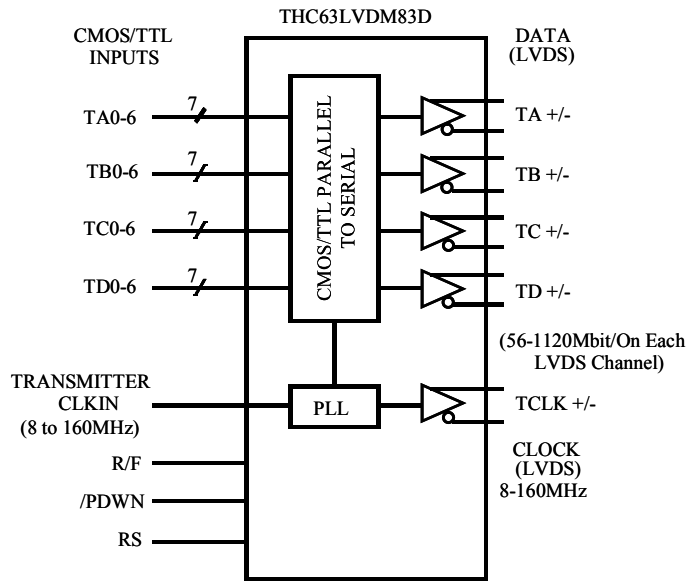 THC63LVDM83D
CMOS/TTL
INPUTS
DATA
(LVDS)
TA0-6
7
TA +/-
TB0-6
7
TB +/-
TC0-6
7
TC +/-
TD0-6
7
TD +/-
CMOS/TTL PARALLEL
TO SERIAL
(56-1120Mbit/On Each
LVDS Channel)
TRANSMITTER
CLKIN
(8 to 160MHz)
PLL
TCLK +/-
CLOCK
(LVDS)
8-160MHz
R/F
/PDWN
RS